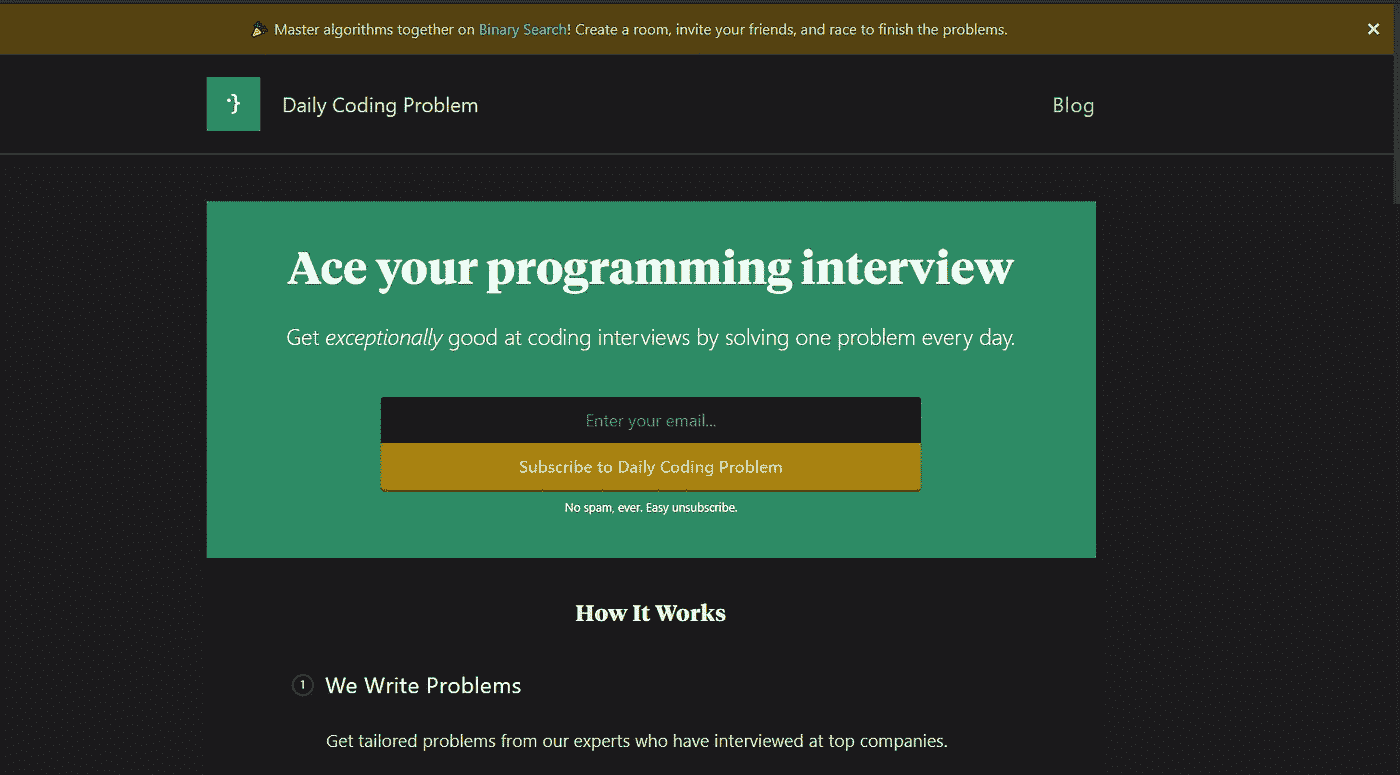 Master algorithms together on Binary Search! Create a room, invite your friends, and race to finish the problems.
Daily Coding Problem
Blog
Ace your programming interview
Get exceptionally good at coding interviews by solving one problem every day.
Enter your email...
Subscribe to Daily Coding Problem
No spam, ever. Easy unsubscribe.
How It Works
1 We Write Problems
Get tailored problems from our experts who have interviewed at top companies.